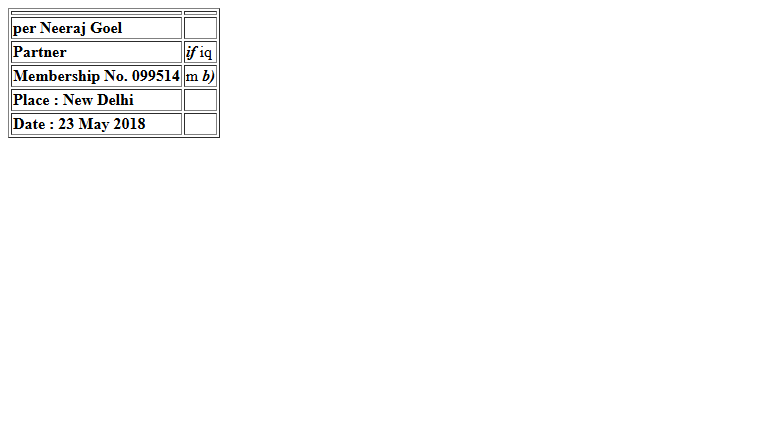 per Neeraj Goel
Partner if iq
Membership No. 099514 m b)
Place : New Delhi
Date : 23 May 2018